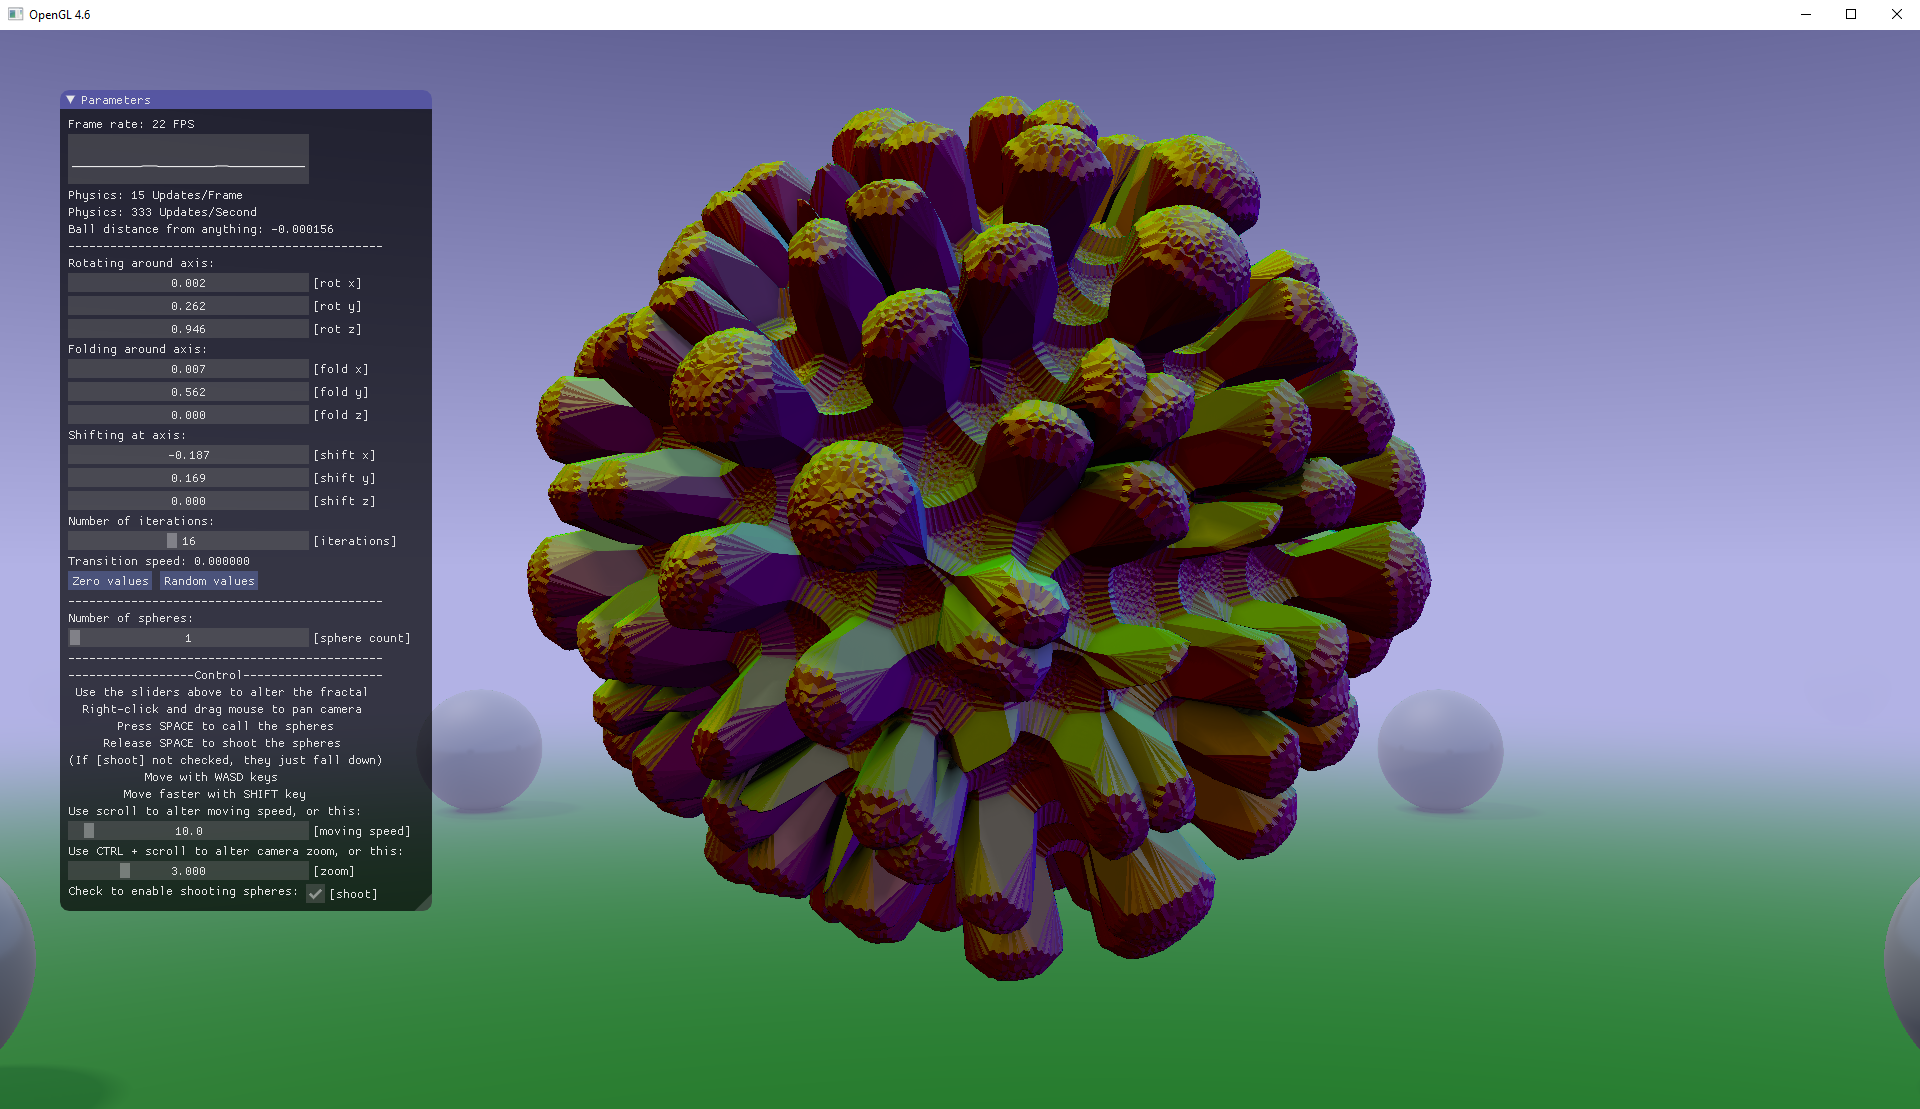 OpenGL 4.6
Parameters
Frame rate: 22 FPS
Physics: 15 Updates/Frame
Physics: 333 Updates/Second
Ball distance from anything: -0.000156
---------------------------------------------
Rotating around axis:
0.002 [rot x]
0.262 [rot y]
0.946 [rot z]
Folding around axis:
0.007 [fold x]
0.562 [fold y]
0.000 [fold z]
Shifting at axis:
-0.187 [shift x]
0.169 [shift y]
0.000 [shift z]
Number of iterations:
16 [iterations]
Transition speed: 0.000000
Zero values Random values
---------------------------------------------
Number of spheres:
1 [sphere count]
---------------------------------------------
------------------Control--------------------
Use the sliders above to alter the fractal
Right-click and drag mouse to pan camera
Press SPACE to call the spheres
Release SPACE to shoot the spheres
(If [shoot] not checked, they just fall down)
Move with WASD keys
Move faster with SHIFT key
Use scroll to alter moving speed, or this:
10.0 [moving speed]
Use CTRL + scroll to alter camera zoom, or this:
3.000 [zoom]
Check to enable shooting spheres: [shoot]